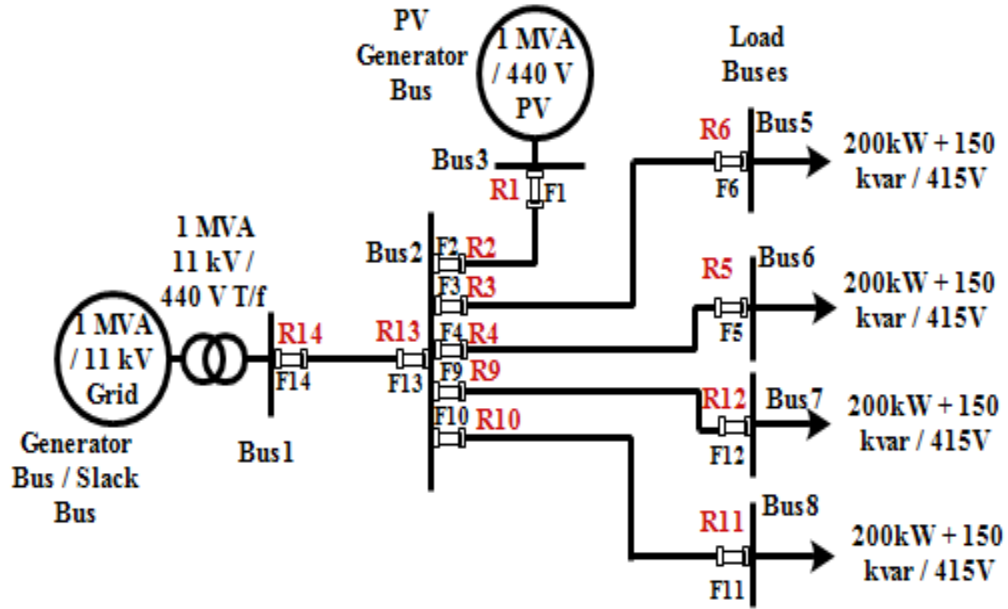 PV
Generator
Bus
1 MVA
/ 440 V
PV
Load
Buses
Bus3
R1
F1
R6
F6
Bus5
200kW + 150
kvar / 415V
1 MVA
11 kV /
440 V T/f
Bus2
F2
R2
F3
R3
R5
F5
Bus6
200kW + 150
kvar / 415V
1 MVA
/ 11 kV
Grid
R14
F14
R13
F13
F4
R4
F9
R9
F10
R10
R12
F12
Bus7
200kW + 150
kvar / 415V
Generator
Bus / Slack
Bus
Bus1
R11
F11
Bus8
200kW + 150
kvar / 415V